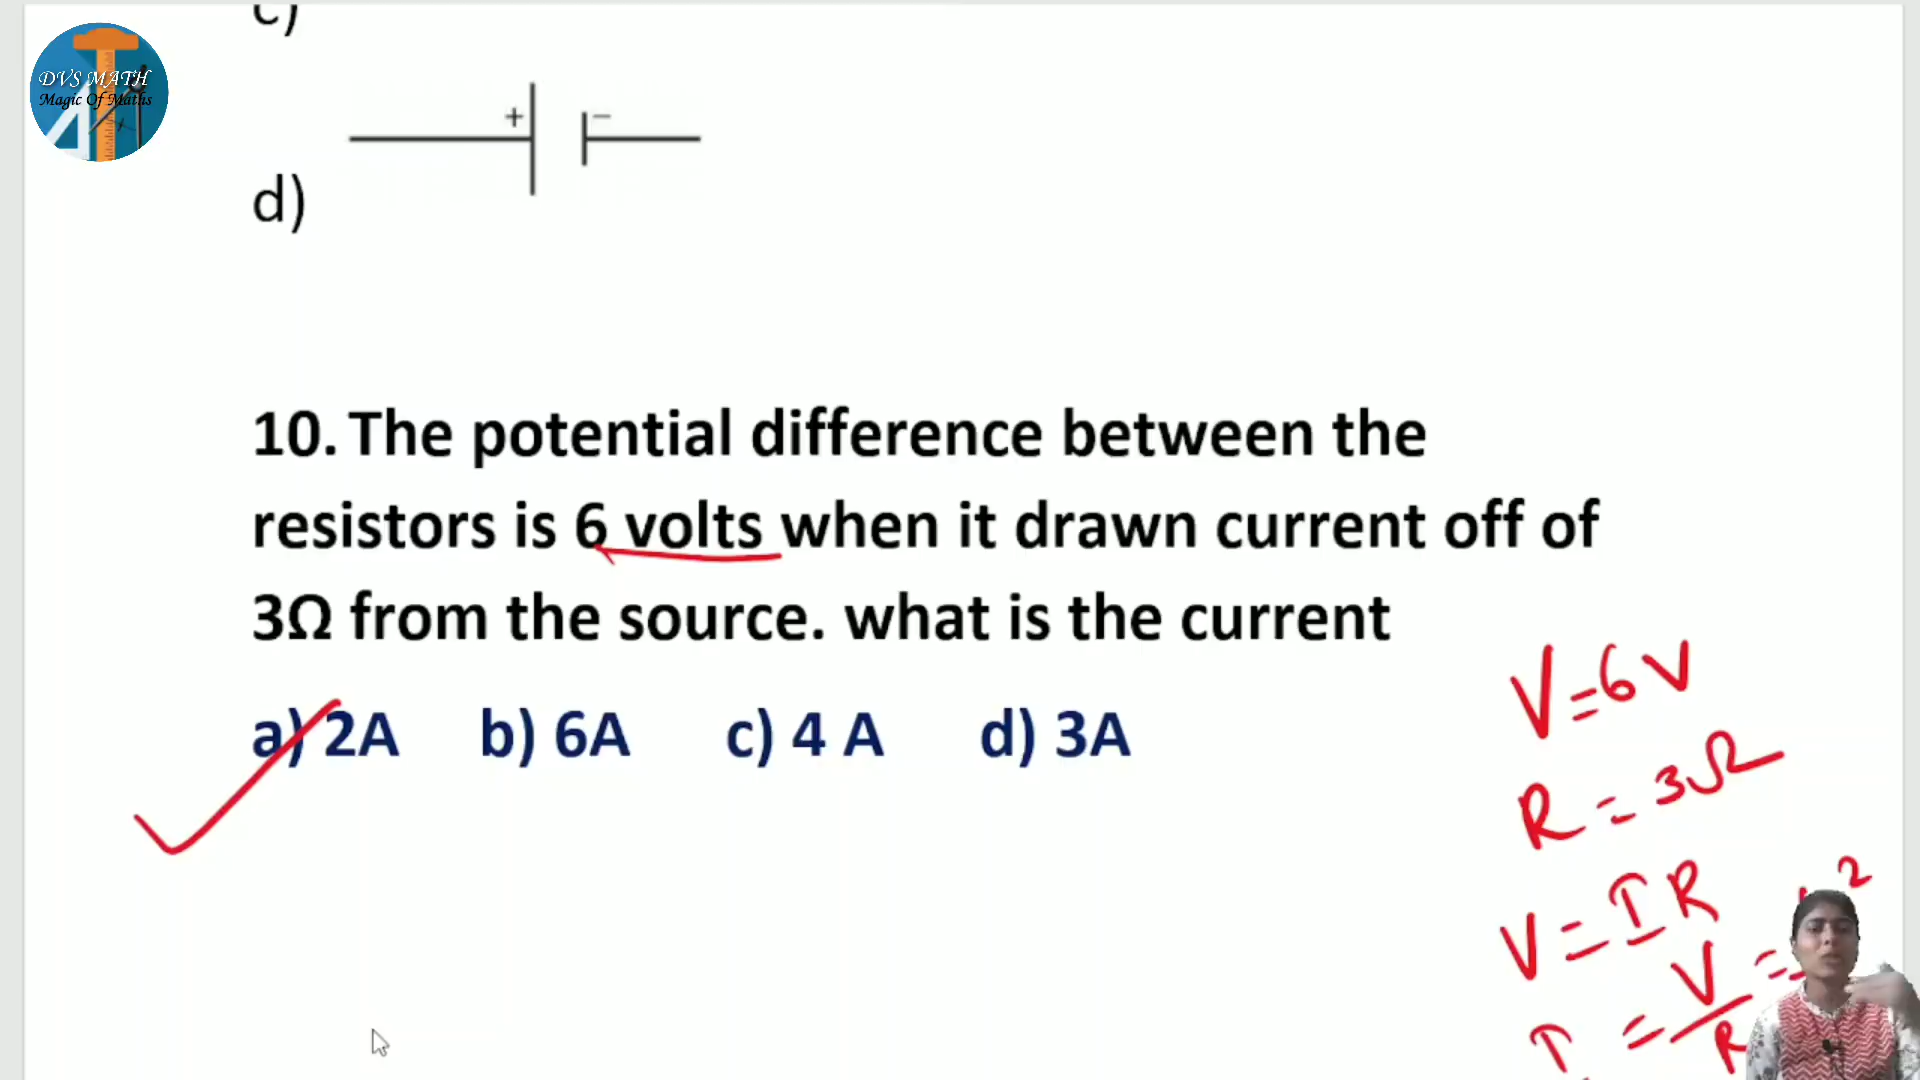 DVS MATH
Magic Of Maths
c)
+ −
d)
10. The potential difference between the
resistors is 6 volts when it drawn current off of
3Ω from the source. what is the current
a) 2A b) 6A c) 4 A d) 3A
V=6V
R=3Ω
V=IR
I = V/R = 2